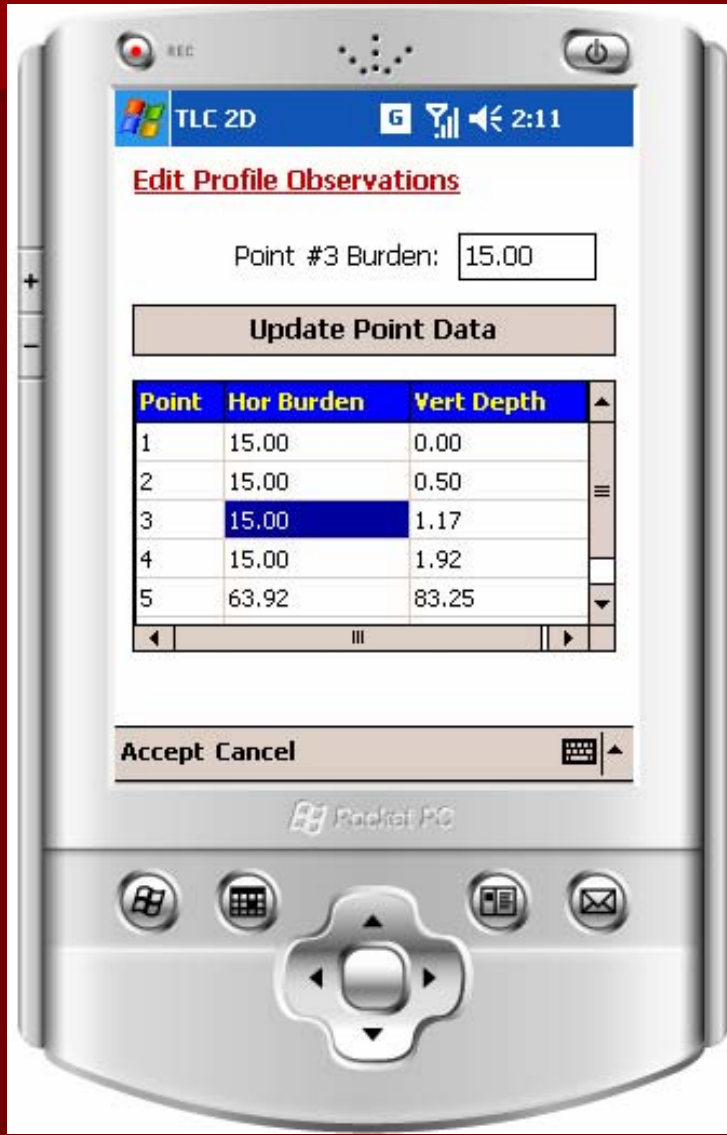 REC
TLC 2D G 2:11
Edit Profile Observations
Point #3 Burden: 15.00
Update Point Data
Point Hor Burden Vert Depth
1 15.00 0.00
2 15.00 0.50
3 15.00 1.17
4 15.00 1.92
5 63.92 83.25
Accept Cancel
Pocket PC
+
-